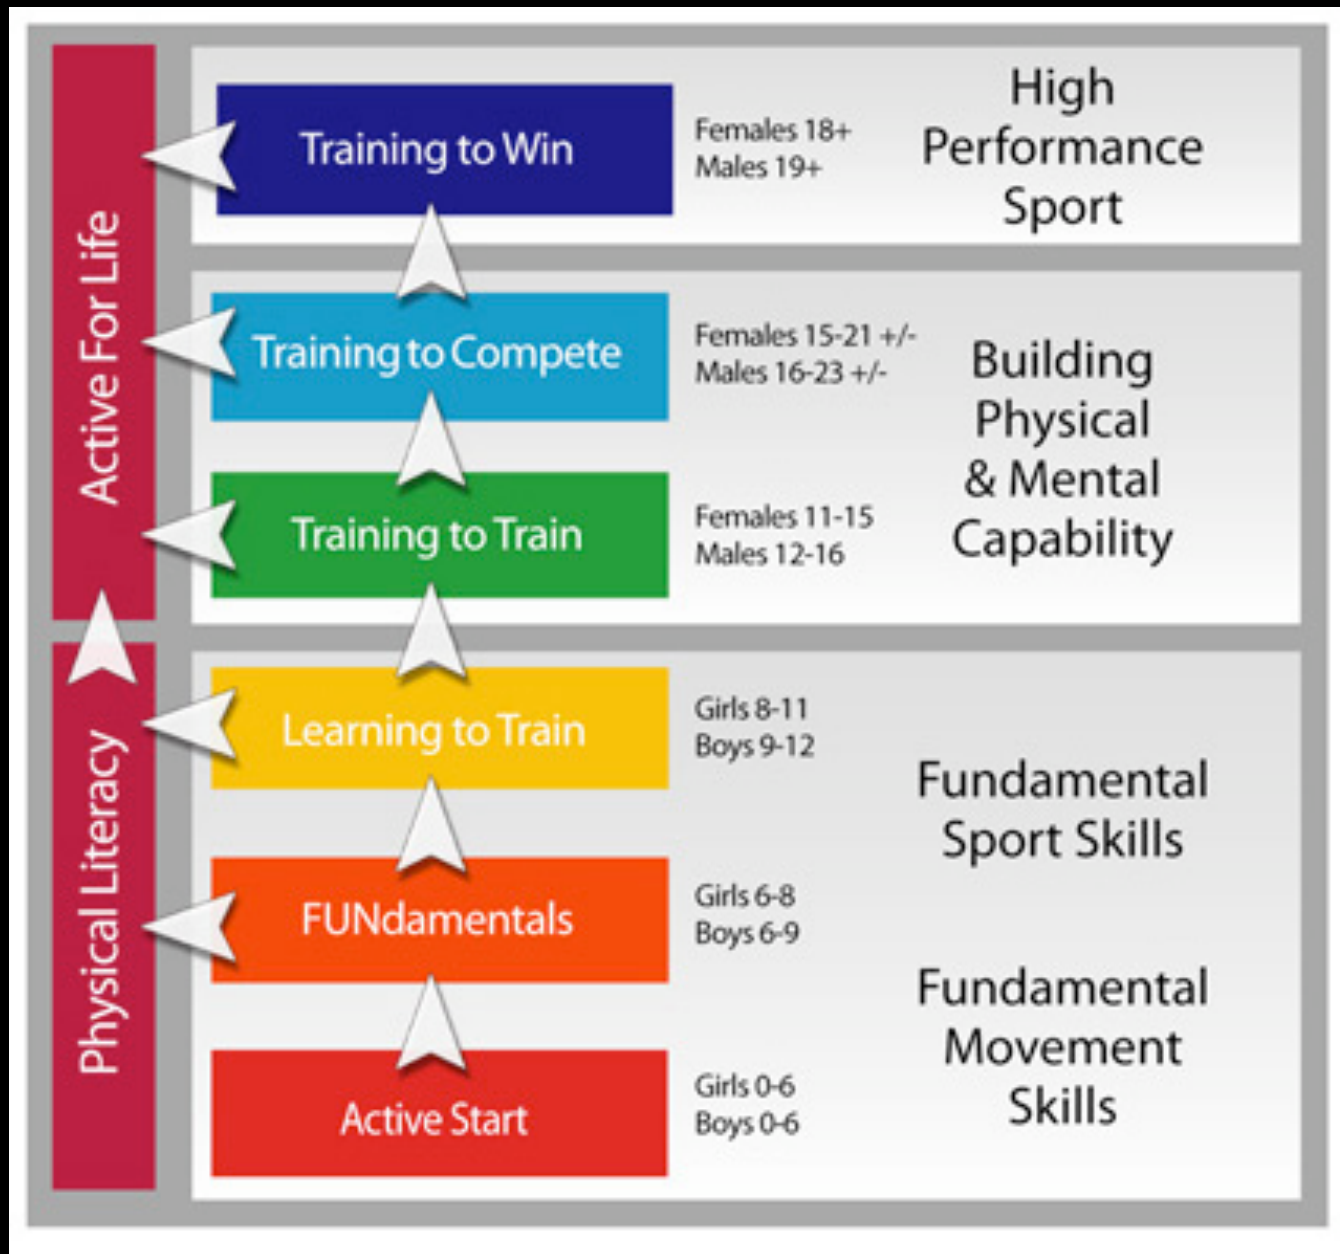 Active For Life
Physical Literacy
Training to Win
Females 18+
Males 19+
High
Performance
Sport
Training to Compete
Females 15-21 +/-
Males 16-23 +/-
Training to Train
Females 11-15
Males 12-16
Building
Physical
& Mental
Capability
Learning to Train
Girls 8-11
Boys 9-12
FUNdamentals
Girls 6-8
Boys 6-9
Active Start
Girls 0-6
Boys 0-6
Fundamental
Sport Skills
Fundamental
Movement
Skills